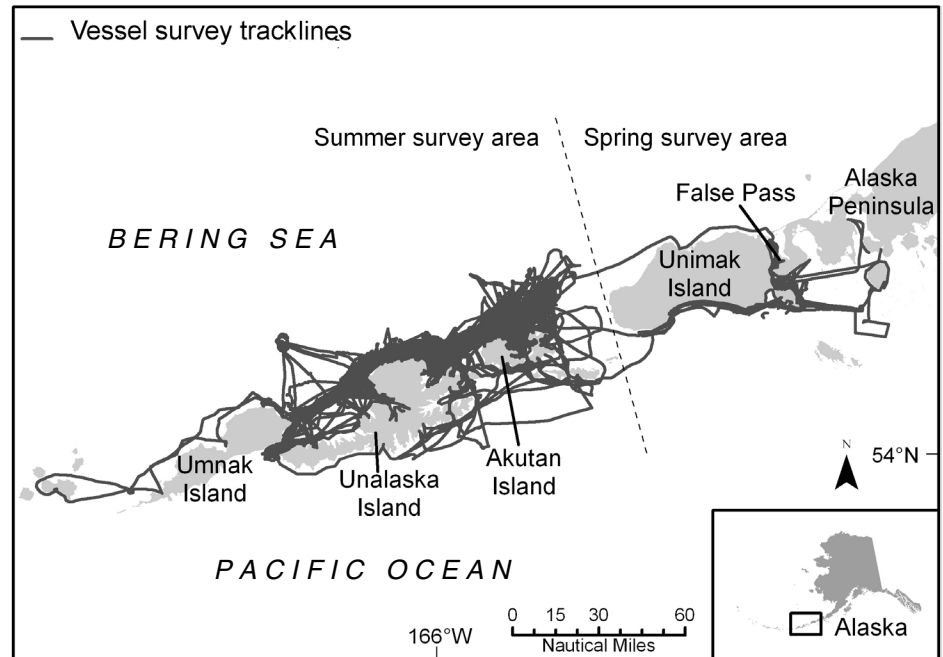 Vessel survey tracklines
Summer survey area
Spring survey area
False Pass
Alaska
Peninsula
BERING SEA
Unimak
Island
Umnak
Island
Unalaska
Island
Akutan
Island
N
54°N
PACIFIC OCEAN
0 15 30 60
Nautical Miles
166°W
Alaska